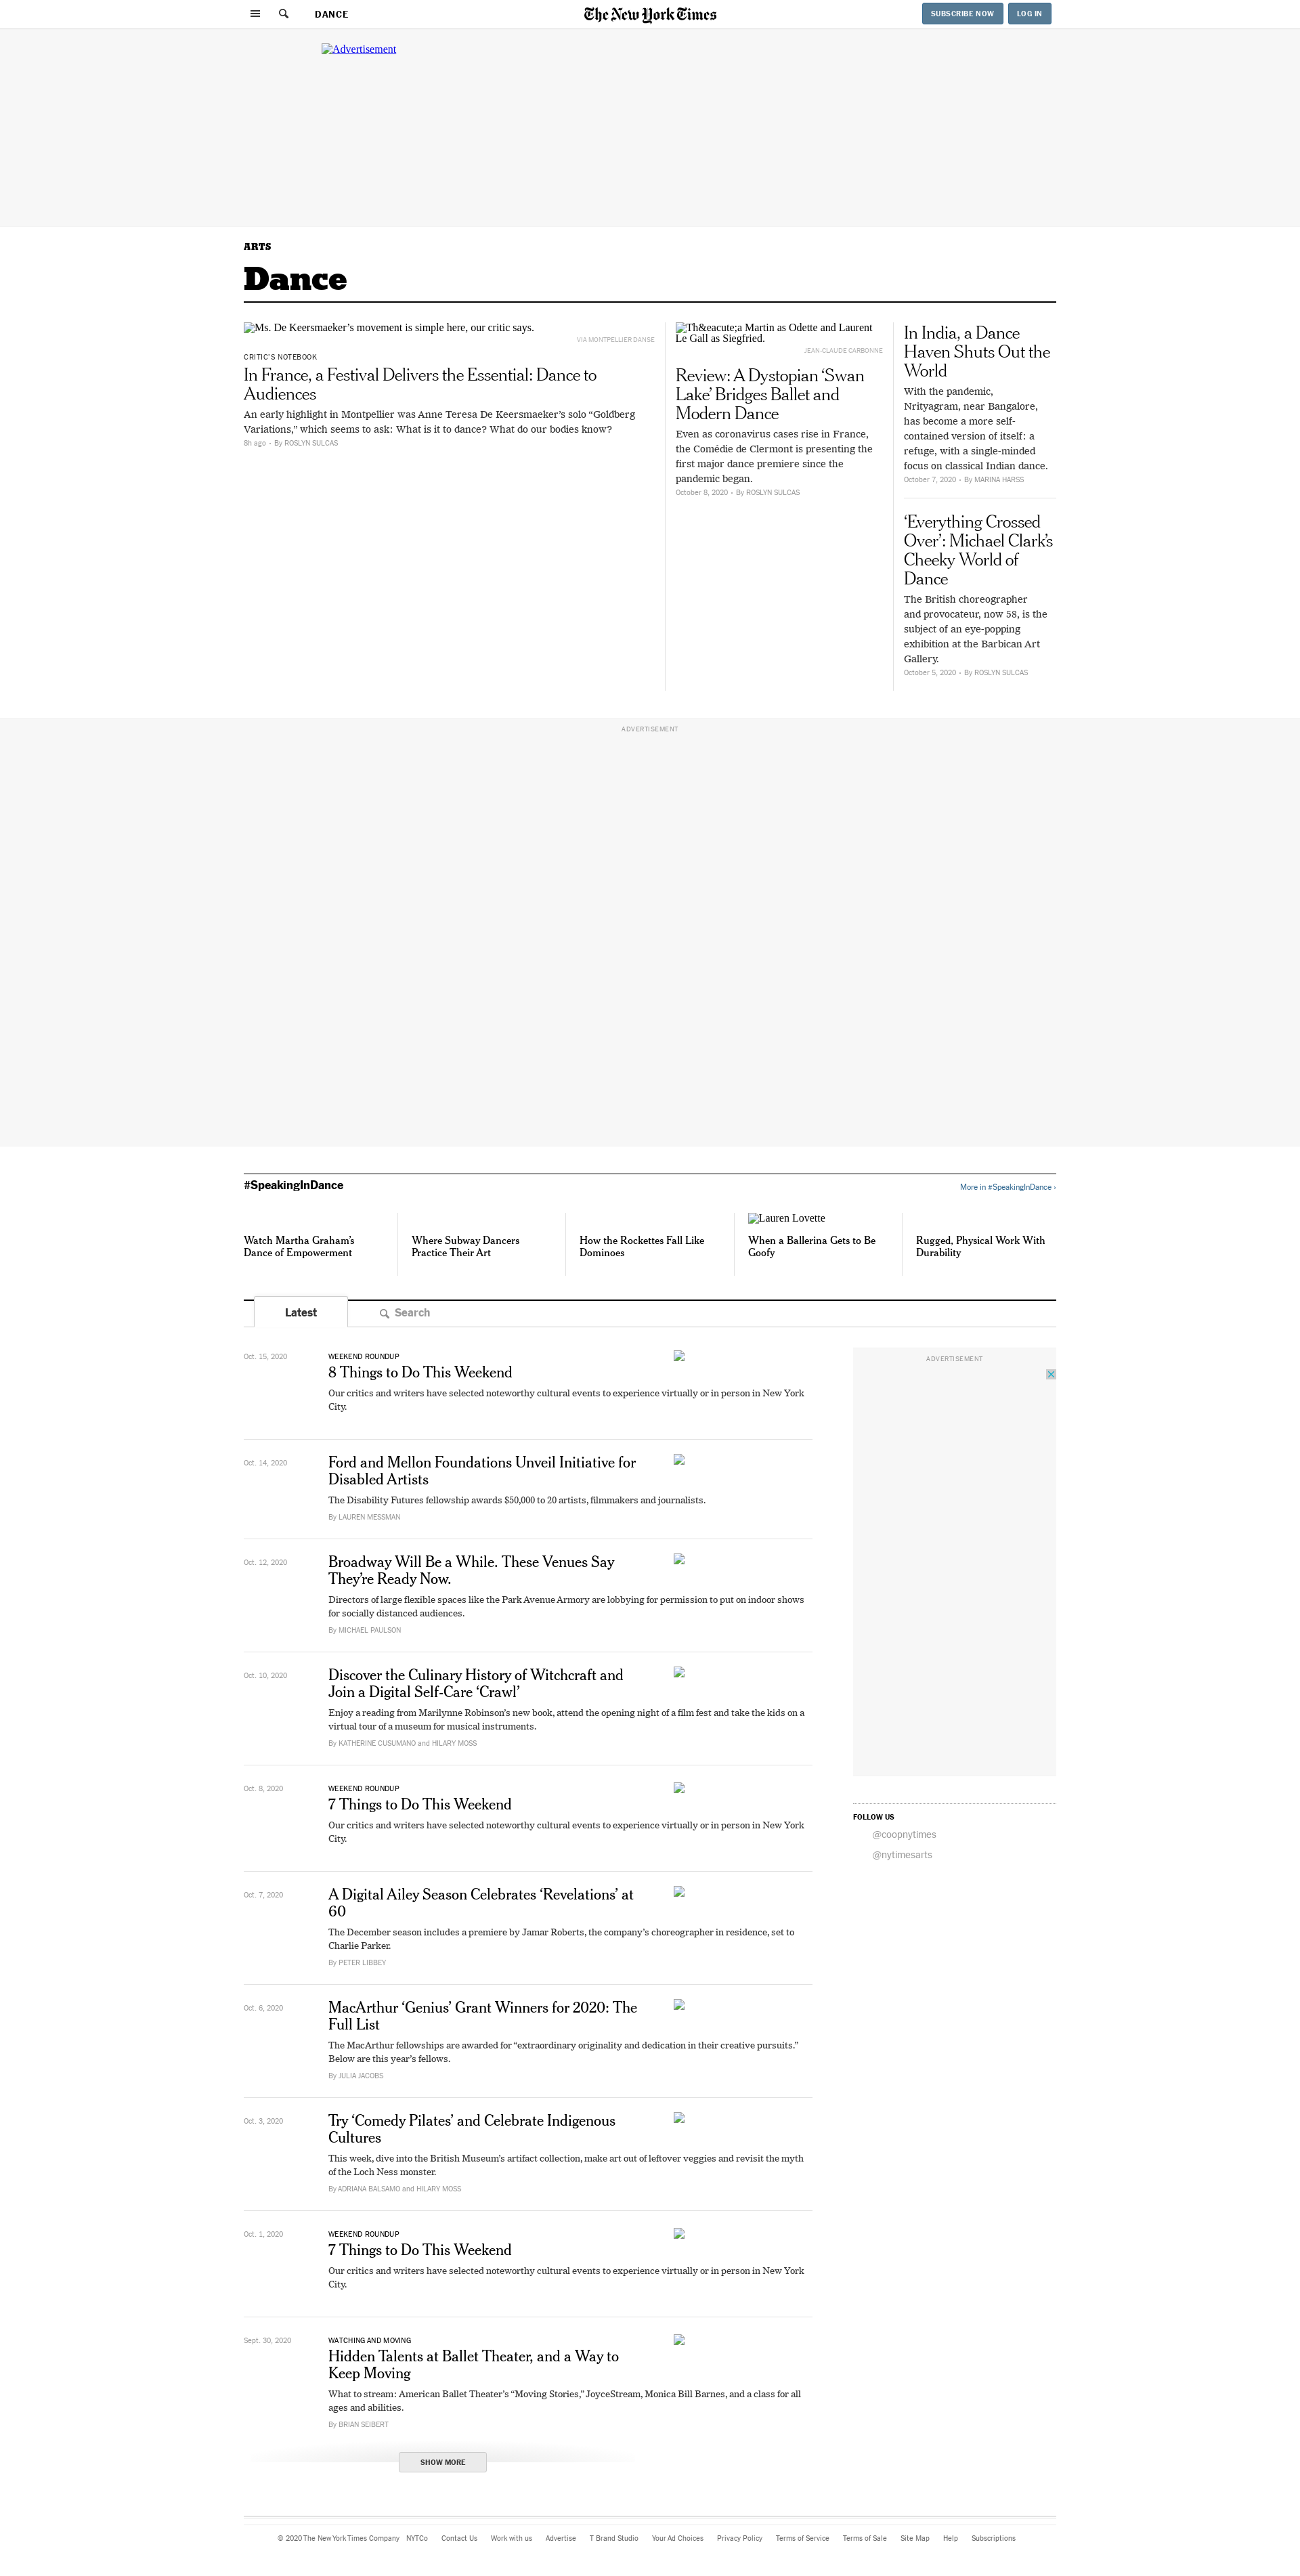 DANCE
The New York Times
SUBSCRIBE NOW
LOG IN
Advertisement
ARTS
Dance
Ms. De Keersmaeker’s movement is simple here, our critic says.
VIA MONTPELLIER DANSE
CRITIC’S NOTEBOOK
In France, a Festival Delivers the Essential: Dance to
Audiences
An early highlight in Montpellier was Anne Teresa De Keersmaeker’s solo “Goldberg
Variations,” which seems to ask: What is it to dance? What do our bodies know?
8h ago • By ROSLYN SULCAS
Th&eacute;a Martin as Odette and Laurent
Le Gall as Siegfried.
JEAN-CLAUDE CARBONNE
Review: A Dystopian ‘Swan
Lake’ Bridges Ballet and
Modern Dance
Even as coronavirus cases rise in France,
the Comédie de Clermont is presenting the
first major dance premiere since the
pandemic began.
October 8, 2020 • By ROSLYN SULCAS
In India, a Dance
Haven Shuts Out the
World
With the pandemic,
Nrityagram, near Bangalore,
has become a more self-
contained version of itself: a
refuge, with a single-minded
focus on classical Indian dance.
October 7, 2020 • By MARINA HARSS
‘Everything Crossed
Over’: Michael Clark’s
Cheeky World of
Dance
The British choreographer
and provocateur, now 58, is the
subject of an eye-popping
exhibition at the Barbican Art
Gallery.
October 5, 2020 • By ROSLYN SULCAS
ADVERTISEMENT
#SpeakingInDance
More in #SpeakingInDance ›
Watch Martha Graham’s
Dance of Empowerment
Where Subway Dancers
Practice Their Art
How the Rockettes Fall Like
Dominoes
Lauren Lovette
When a Ballerina Gets to Be
Goofy
Rugged, Physical Work With
Durability
Latest
Search
Oct. 15, 2020
WEEKEND ROUNDUP
8 Things to Do This Weekend
Our critics and writers have selected noteworthy cultural events to experience virtually or in person in New York
City.
Oct. 14, 2020
Ford and Mellon Foundations Unveil Initiative for
Disabled Artists
The Disability Futures fellowship awards $50,000 to 20 artists, filmmakers and journalists.
By LAUREN MESSMAN
Oct. 12, 2020
Broadway Will Be a While. These Venues Say
They’re Ready Now.
Directors of large flexible spaces like the Park Avenue Armory are lobbying for permission to put on indoor shows
for socially distanced audiences.
By MICHAEL PAULSON
Oct. 10, 2020
Discover the Culinary History of Witchcraft and
Join a Digital Self-Care ‘Crawl’
Enjoy a reading from Marilynne Robinson’s new book, attend the opening night of a film fest and take the kids on a
virtual tour of a museum for musical instruments.
By KATHERINE CUSUMANO and HILARY MOSS
Oct. 8, 2020
WEEKEND ROUNDUP
7 Things to Do This Weekend
Our critics and writers have selected noteworthy cultural events to experience virtually or in person in New York
City.
Oct. 7, 2020
A Digital Ailey Season Celebrates ‘Revelations’ at
60
The December season includes a premiere by Jamar Roberts, the company’s choreographer in residence, set to
Charlie Parker.
By PETER LIBBEY
Oct. 6, 2020
MacArthur ‘Genius’ Grant Winners for 2020: The
Full List
The MacArthur fellowships are awarded for “extraordinary originality and dedication in their creative pursuits.”
Below are this year’s fellows.
By JULIA JACOBS
Oct. 3, 2020
Try ‘Comedy Pilates’ and Celebrate Indigenous
Cultures
This week, dive into the British Museum’s artifact collection, make art out of leftover veggies and revisit the myth
of the Loch Ness monster.
By ADRIANA BALSAMO and HILARY MOSS
Oct. 1, 2020
WEEKEND ROUNDUP
7 Things to Do This Weekend
Our critics and writers have selected noteworthy cultural events to experience virtually or in person in New York
City.
Sept. 30, 2020
WATCHING AND MOVING
Hidden Talents at Ballet Theater, and a Way to
Keep Moving
What to stream: American Ballet Theater’s “Moving Stories,” JoyceStream, Monica Bill Barnes, and a class for all
ages and abilities.
By BRIAN SEIBERT
SHOW MORE
ADVERTISEMENT
FOLLOW US
@coopnytimes
@nytimesarts
© 2020 The New York Times Company NYTCo Contact Us Work with us Advertise T Brand Studio Your Ad Choices Privacy Policy Terms of Service Terms of Sale Site Map Help Subscriptions